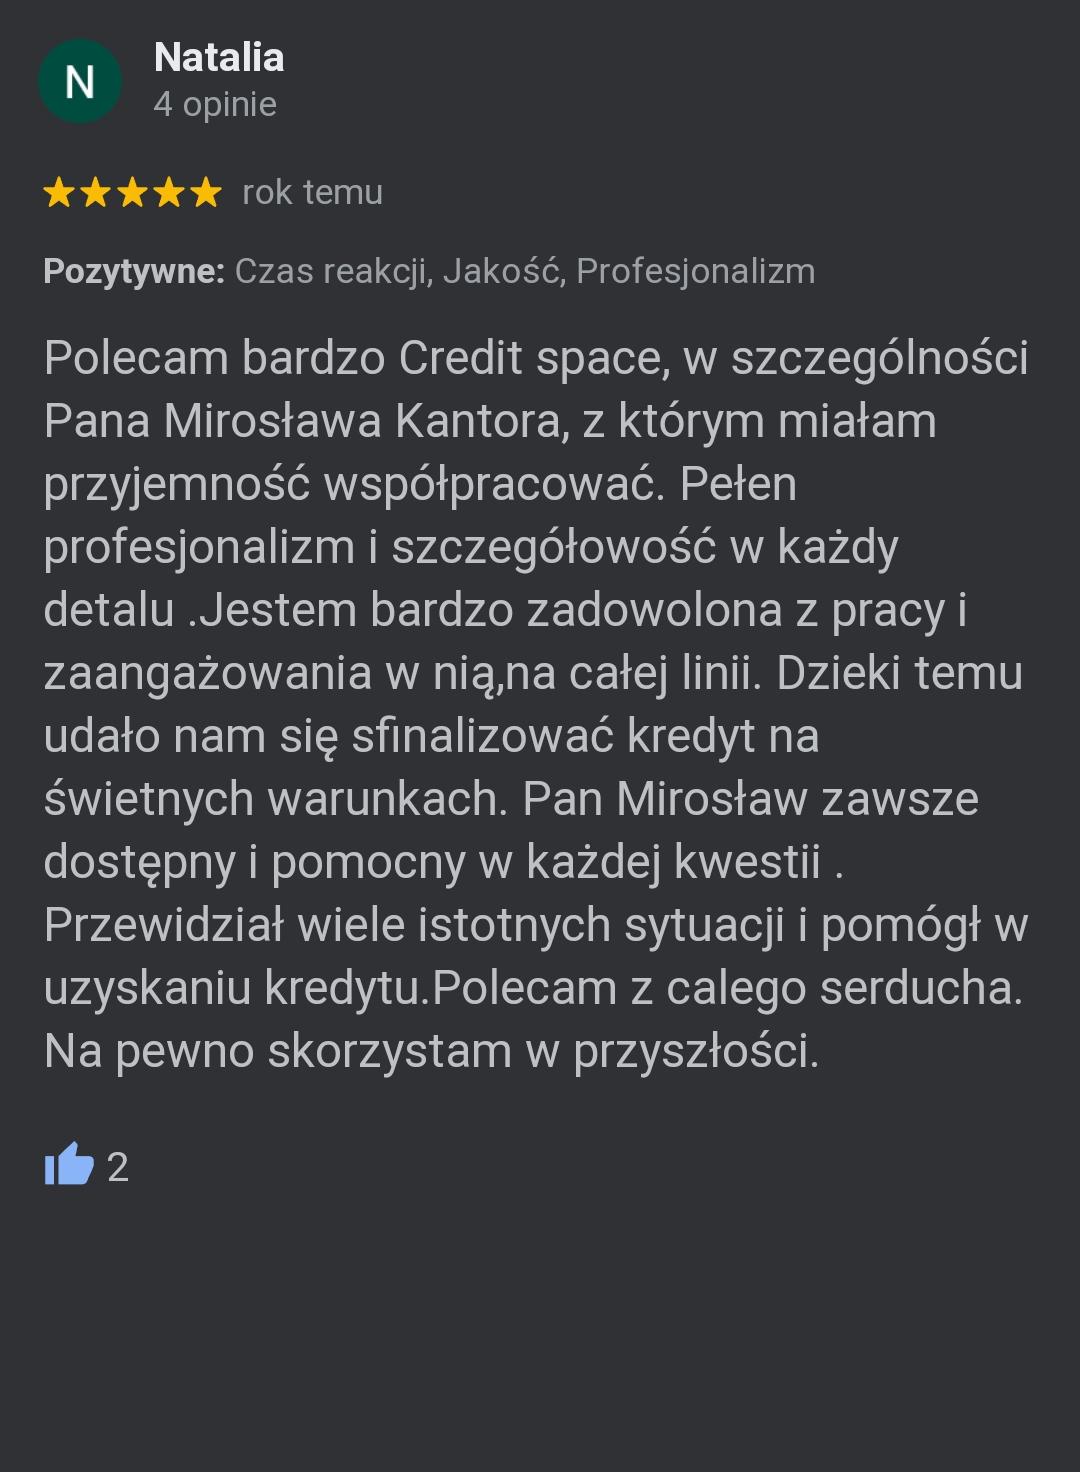 N
Natalia
4 opinie
rok temu
Pozytywne: Czas reakcji, Jakość, Profesjonalizm
Polecam bardzo Credit space, w szczególności
Pana Mirosława Kantora, z którym miałam
przyjemność współpracować. Pełen
profesjonalizm i szczegółowość w każdy
detalu .Jestem bardzo zadowolona z pracy i
zaangażowania w nią,na całej linii. Dzieki temu
udało nam się sfinalizować kredyt na
świetnych warunkach. Pan Mirosław zawsze
dostępny i pomocny w każdej kwestii .
Przewidział wiele istotnych sytuacji i pomógł w
uzyskaniu kredytu.Polecam z calego serducha.
Na pewno skorzystam w przyszłości.
2